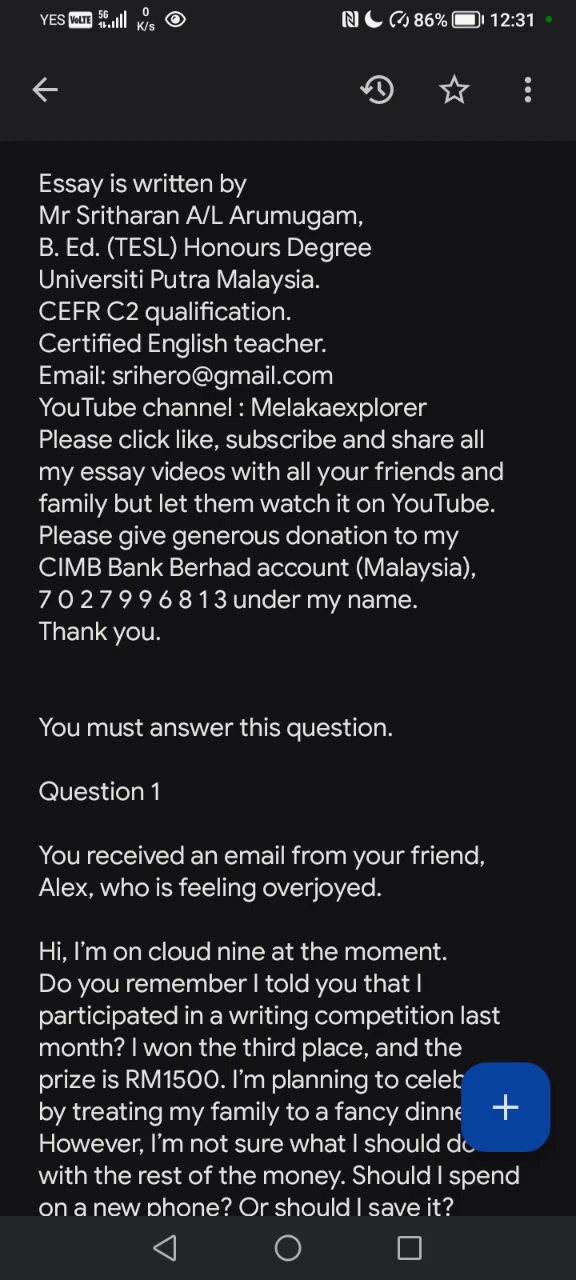 YES VoLTE 5G 0 K/s 86% 12:31
Essay is written by
Mr Sritharan A/L Arumugam,
B. Ed. (TESL) Honours Degree
Universiti Putra Malaysia.
CEFR C2 qualification.
Certified English teacher.
Email: srihero@gmail.com
YouTube channel : Melakaexplorer
Please click like, subscribe and share all
my essay videos with all your friends and
family but let them watch it on YouTube.
Please give generous donation to my
CIMB Bank Berhad account (Malaysia),
7 0 2 7 9 9 6 8 1 3 under my name.
Thank you.
You must answer this question.
Question 1
You received an email from your friend,
Alex, who is feeling overjoyed.
Hi, I'm on cloud nine at the moment.
Do you remember I told you that I
participated in a writing competition last
month? I won the third place, and the
prize is RM1500. I'm planning to celeb
by treating my family to a fancy dinne
However, I'm not sure what I should do
with the rest of the money. Should I spend
on a new phone? Or should I save it?